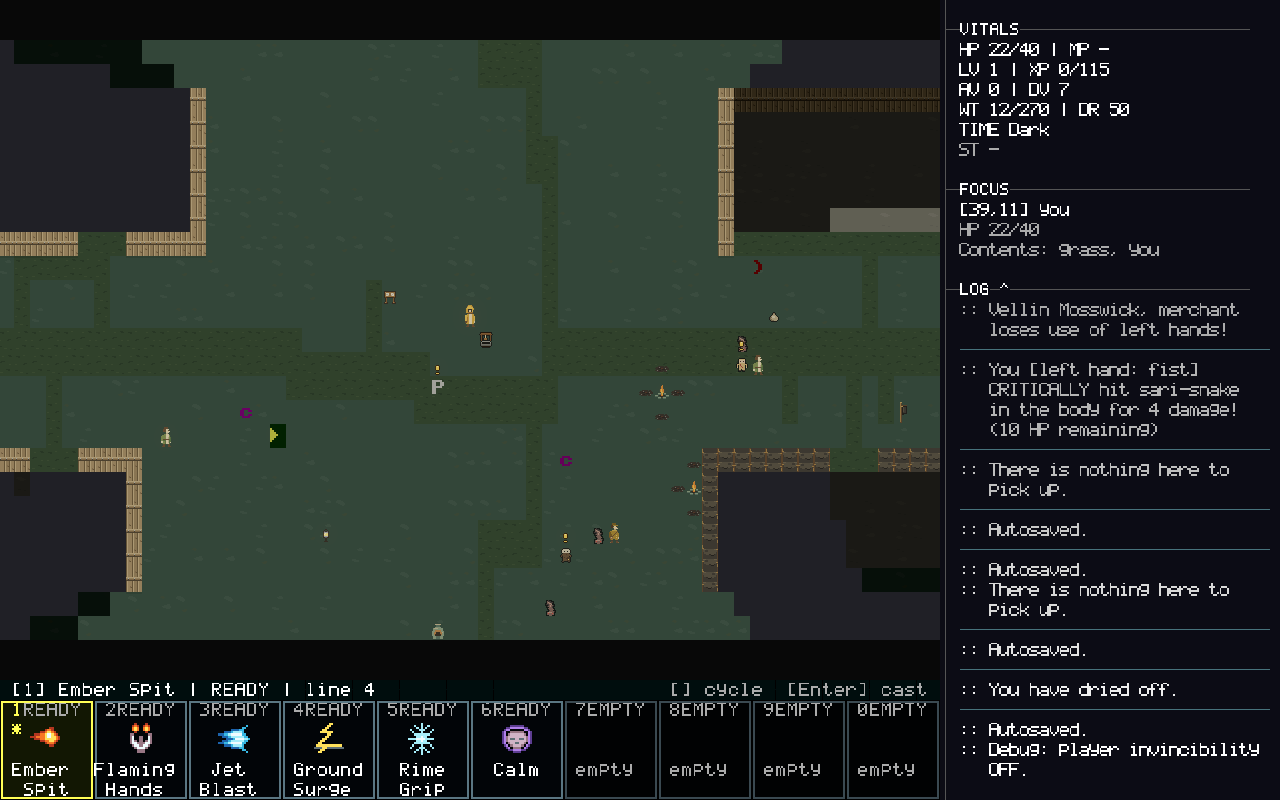 VITALS
HP 22/40 | MP -
LV 1 | XP 0/115
AV 0 | DV 7
WT 12/270 | DR 50
TIME Dark
ST -
FOCUS
[39,11] You
HP 22/40
Contents: grass, You
LOG ^
:: Vellin Mosswick, merchant
loses use of left hands!
:: You [left hand: fist]
CRITICALLY hit sari-snake
in the body for 4 damage!
(10 HP remaining)
:: There is nothing here to
Pick up.
:: Autosaved.
:: Autosaved.
:: There is nothing here to
Pick up.
:: Autosaved.
:: You have dried off.
:: Autosaved.
:: Debug: Player invincibility
OFF.
P
c
c
[1] Ember Spit | READY | line 4
[] cycle [Enter] cast
1READY 2READY 3READY 4READY 5READY 6READY 7EMPTY 8EMPTY 9EMPTY 0EMPTY
*
Ember Spit
Flaming Hands
Jet Blast
Ground Surge
Rime Grip
Calm
empty
empty
empty
empty